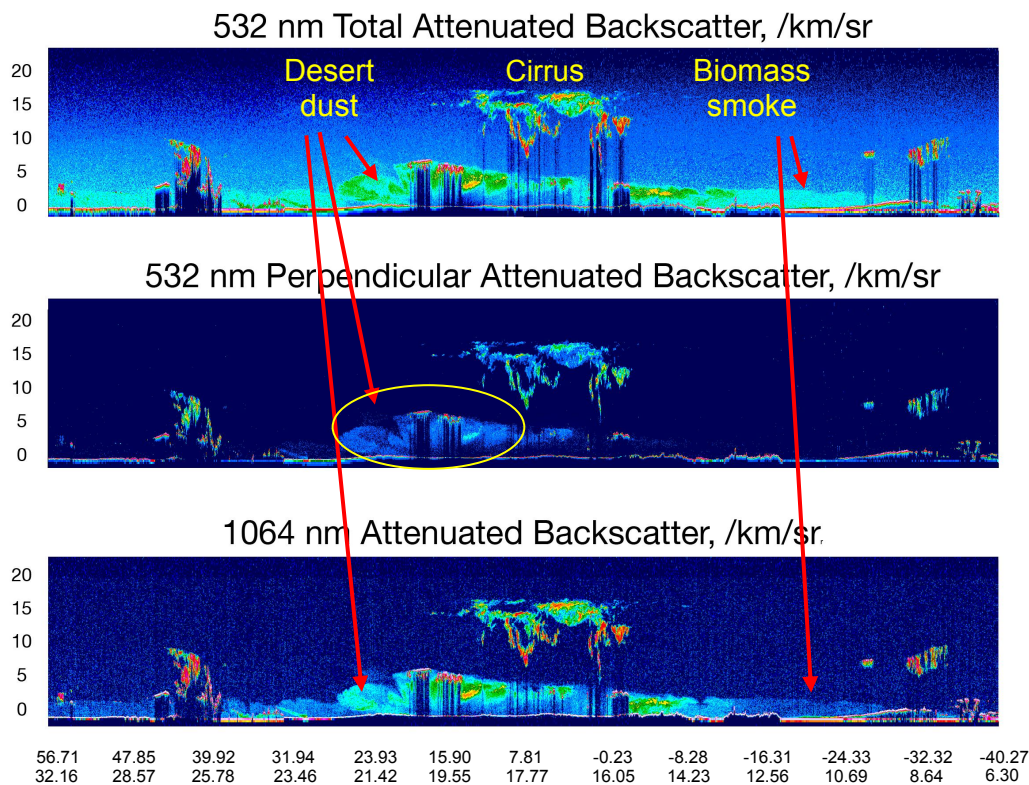 532 nm Total Attenuated Backscatter, /km/sr
20
15
10
5
0
Desert
dust
Cirrus
Biomass
smoke
532 nm Perpendicular Attenuated Backscatter, /km/sr
20
15
10
5
0
1064 nm Attenuated Backscatter, /km/sr
20
15
10
5
0
56.71 47.85 39.92 31.94 23.93 15.90 7.81 -0.23 -8.28 -16.31 -24.33 -32.32 -40.27
32.16 28.57 25.78 23.46 21.42 19.55 17.77 16.05 14.23 12.56 10.69 8.64 6.30